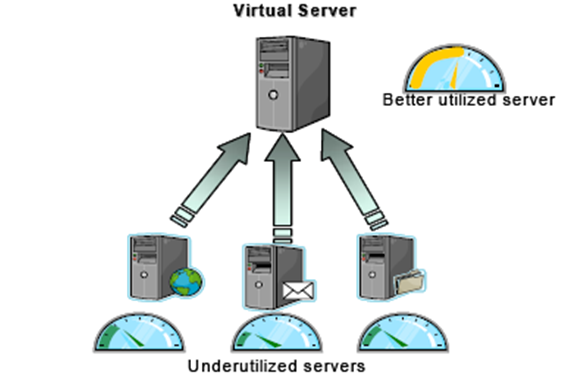 Virtual Server
Better utilized server
Underutilized servers